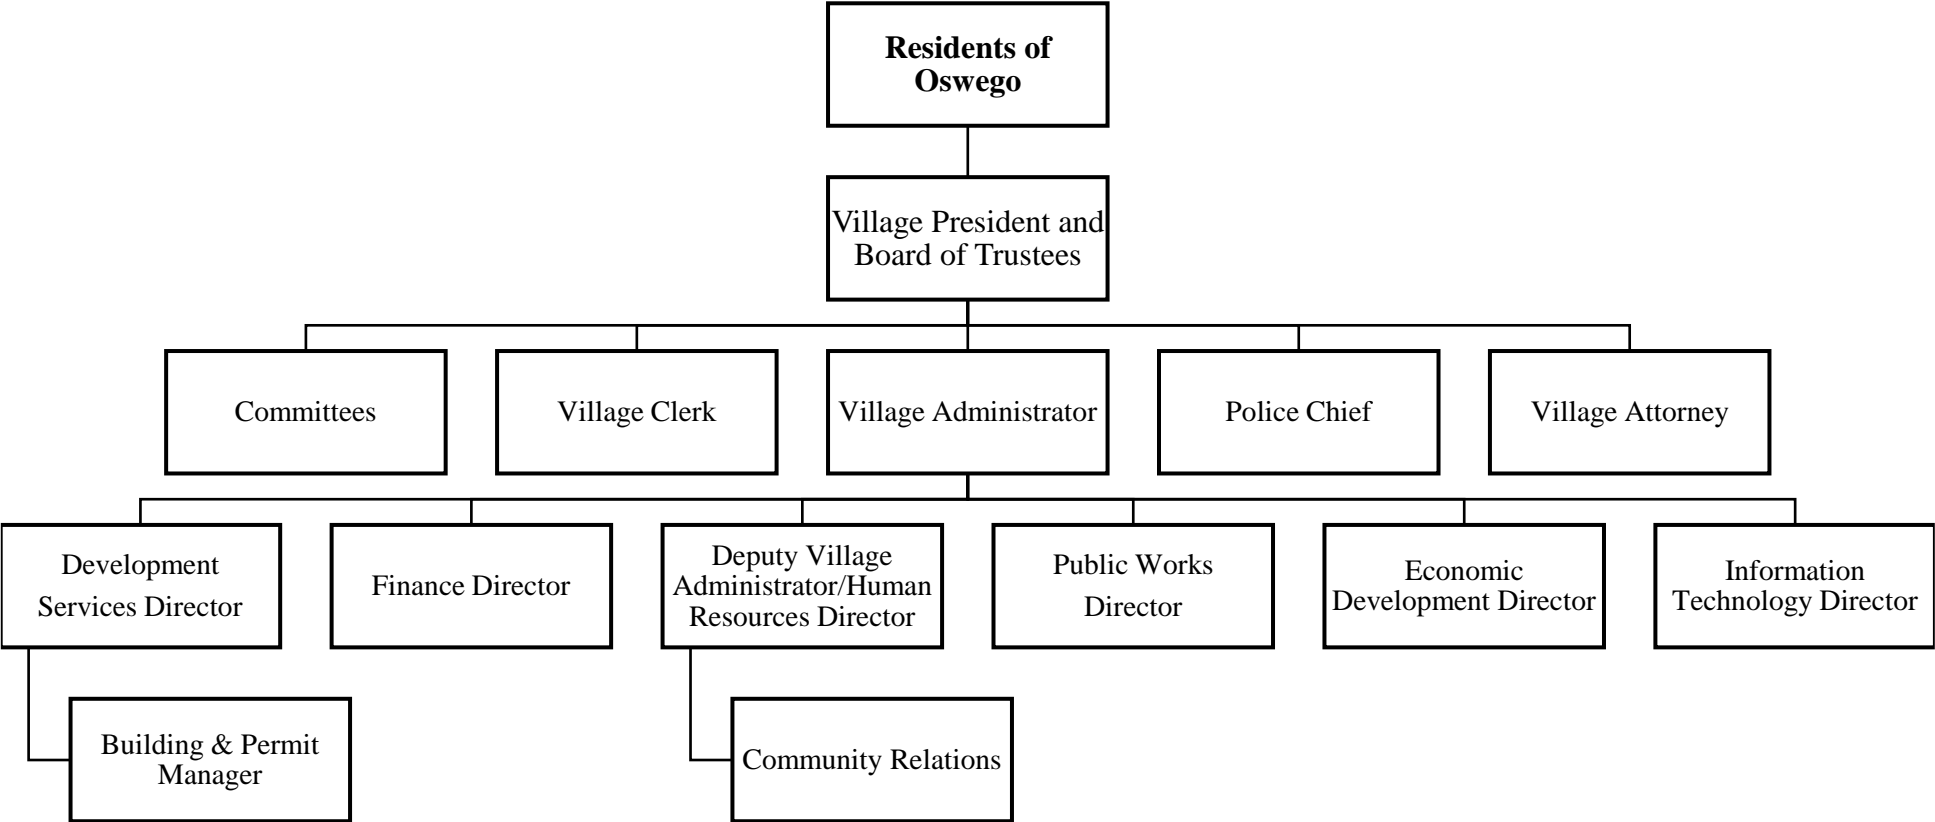 Residents of
Oswego
Village President and
Board of Trustees
Committees
Village Clerk
Village Administrator
Police Chief
Village Attorney
Development
Services Director
Finance Director
Deputy Village
Administrator/Human
Resources Director
Public Works
Director
Economic
Development Director
Information
Technology Director
Building & Permit
Manager
Community Relations